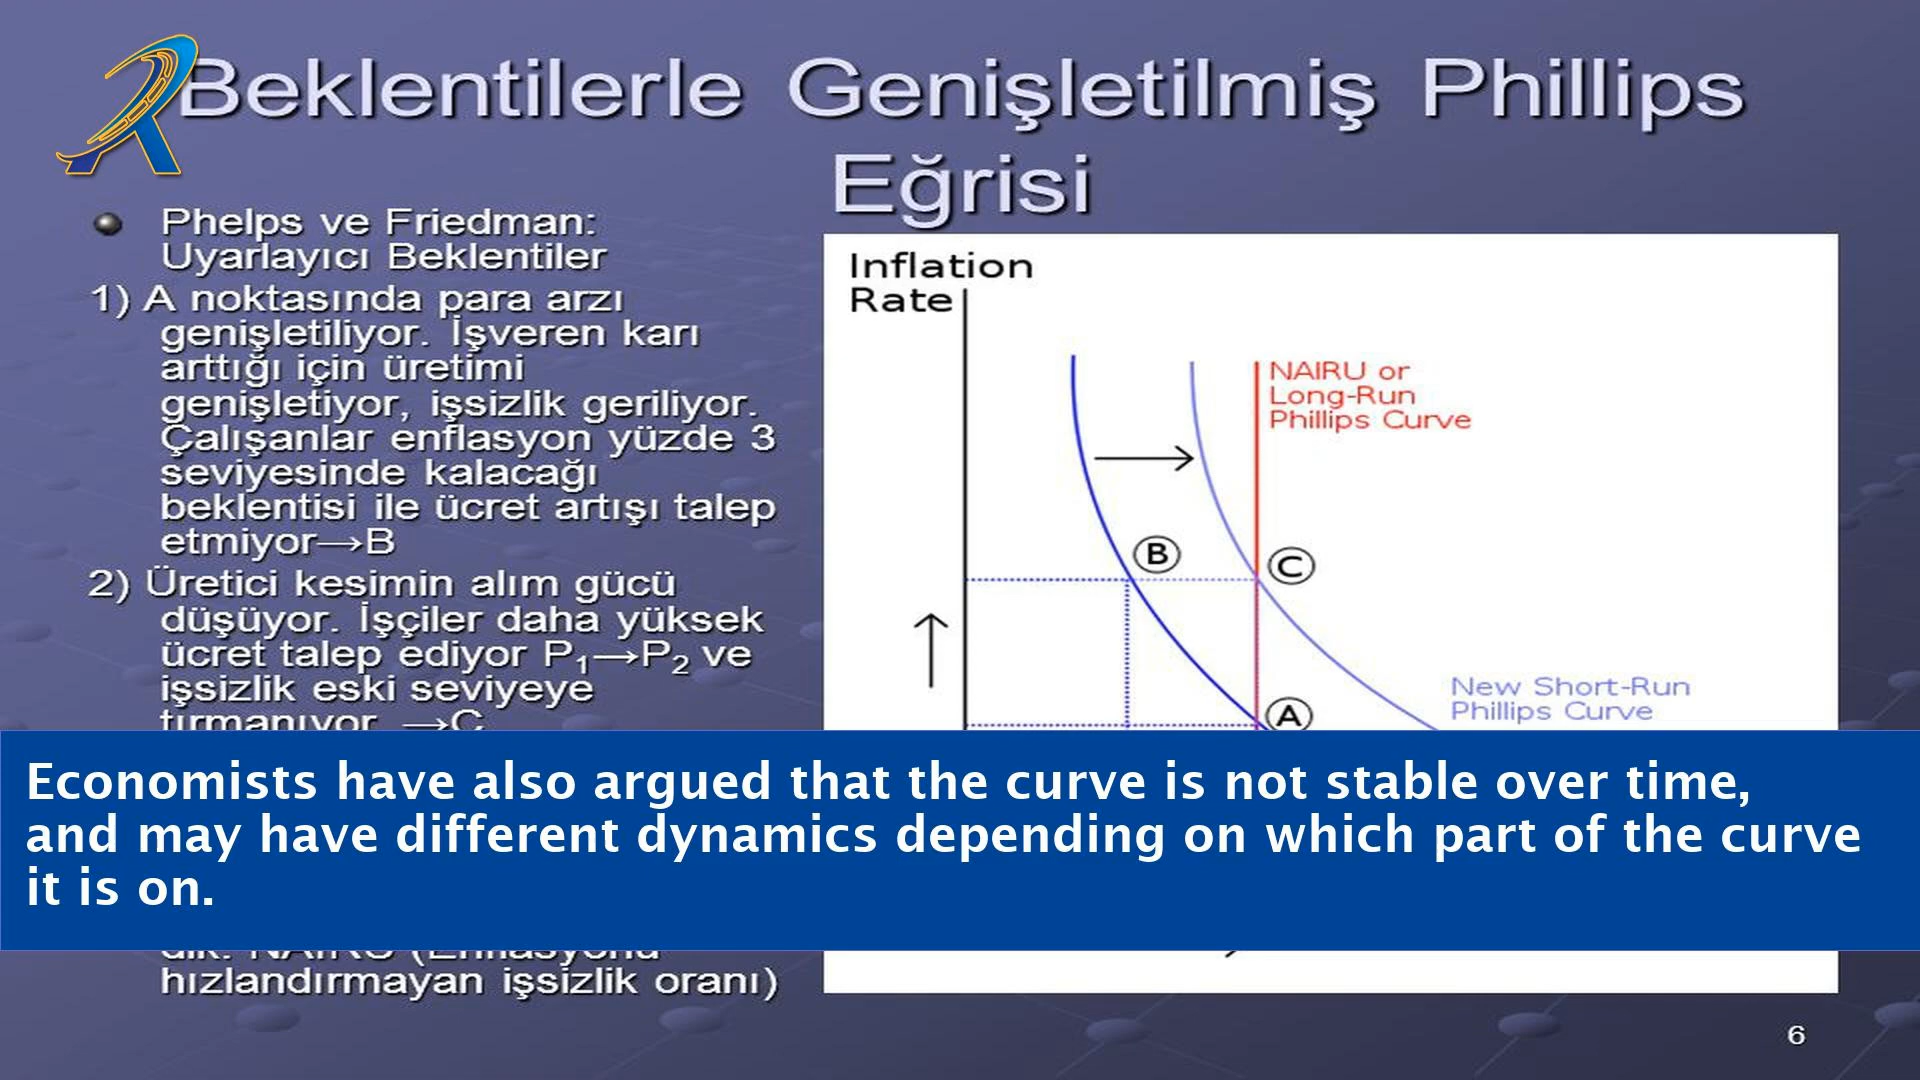 Beklentilerle Genişletilmiş Phillips
Eğrisi
Phelps ve Friedman:
Uyarlayıcı Beklentiler
1) A noktasında para arzı
genişletiliyor. İşveren karı
arttığı için üretimi
genişletiyor, işsizlik geriliyor.
Çalışanlar enflasyon yüzde 3
seviyesinde kalacağı
beklentisi ile ücret artışı talep
etmiyor→B
2) Üretici kesimin alım gücü
düşüyor. İşçiler daha yüksek
ücret talep ediyor P₁→P₂ ve
işsizlik eski seviyeye
tırmanıyor →C
Inflation
Rate
NAIRU or
Long-Run
Phillips Curve
B
C
A
New Short-Run
Phillips Curve
Economists have also argued that the curve is not stable over time,
and may have different dynamics depending on which part of the curve
it is on.
dik. NAIRU (Enflasyonu
hızlandırmayan işsizlik oranı)
6